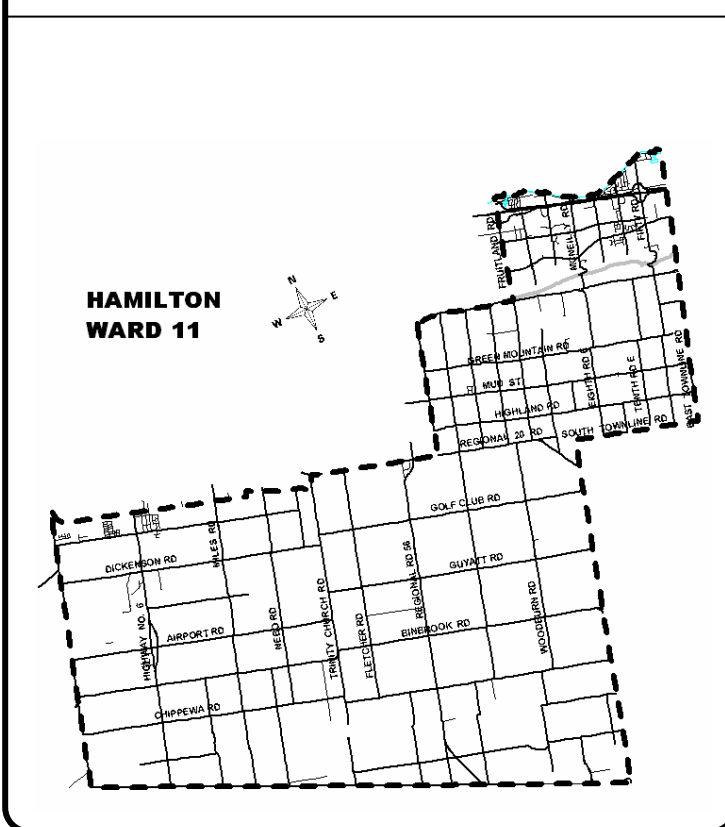 FRUITLAND RD
MCNEILLY RD
FIFTY RD
HAMILTON
WARD 11
N
E
W
S
GREEN MOUNTAIN RD
MUD ST
EIGHTH RD E
TENTH RD E
EAST TOWNLINE RD
HIGHLAND RD
REGIONAL 20 RD
SOUTH TOWNLINE RD
GOLF CLUB RD
DICKENSON RD
MILES RD
REGIONAL RD 56
GUYATT RD
HIGHWAY NO. 6
AIRPORT RD
NEBO RD
TRINITY CHURCH RD
FLETCHER RD
BINBROOK RD
WOODBURN RD
CHIPPEWA RD